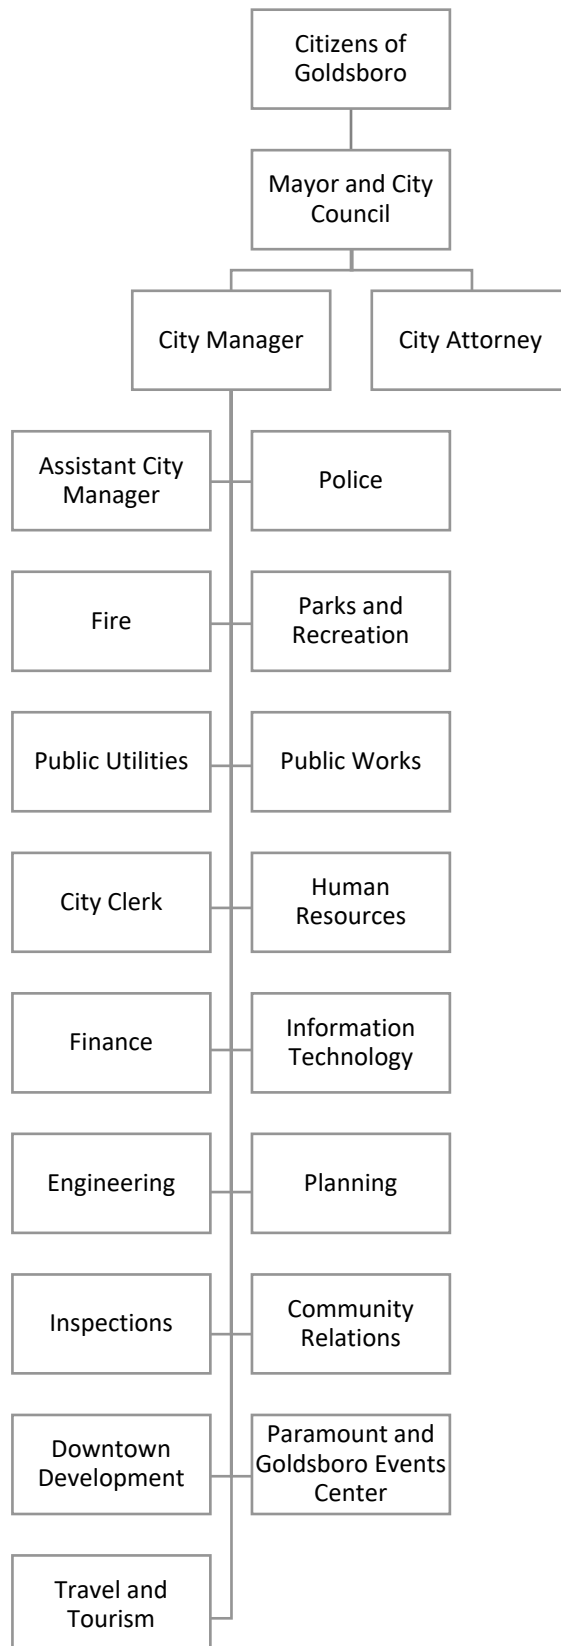 Citizens of
Goldsboro
Mayor and City
Council
City Manager
City Attorney
Assistant City
Manager
Police
Fire
Parks and
Recreation
Public Utilities
Public Works
City Clerk
Human
Resources
Finance
Information
Technology
Engineering
Planning
Inspections
Community
Relations
Downtown
Development
Paramount and
Goldsboro Events
Center
Travel and
Tourism